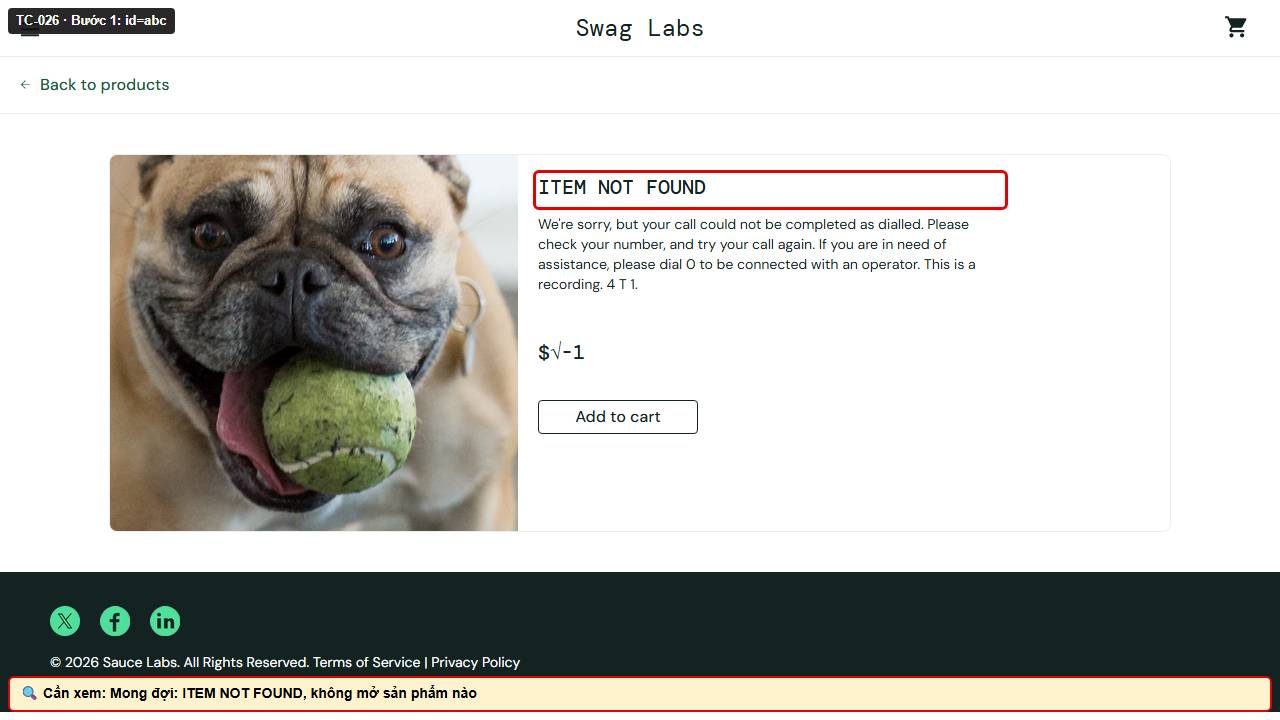 TC-026 · Bước 1: id=abc
Swag Labs
Back to products
ITEM NOT FOUND
We're sorry, but your call could not be completed as dialled. Please
check your number, and try your call again. If you are in need of
assistance, please dial 0 to be connected with an operator. This is a
recording. 4 T 1.
$√-1
Add to cart
© 2026 Sauce Labs. All Rights Reserved. Terms of Service | Privacy Policy
Cần xem: Mong đợi: ITEM NOT FOUND, không mở sản phẩm nào